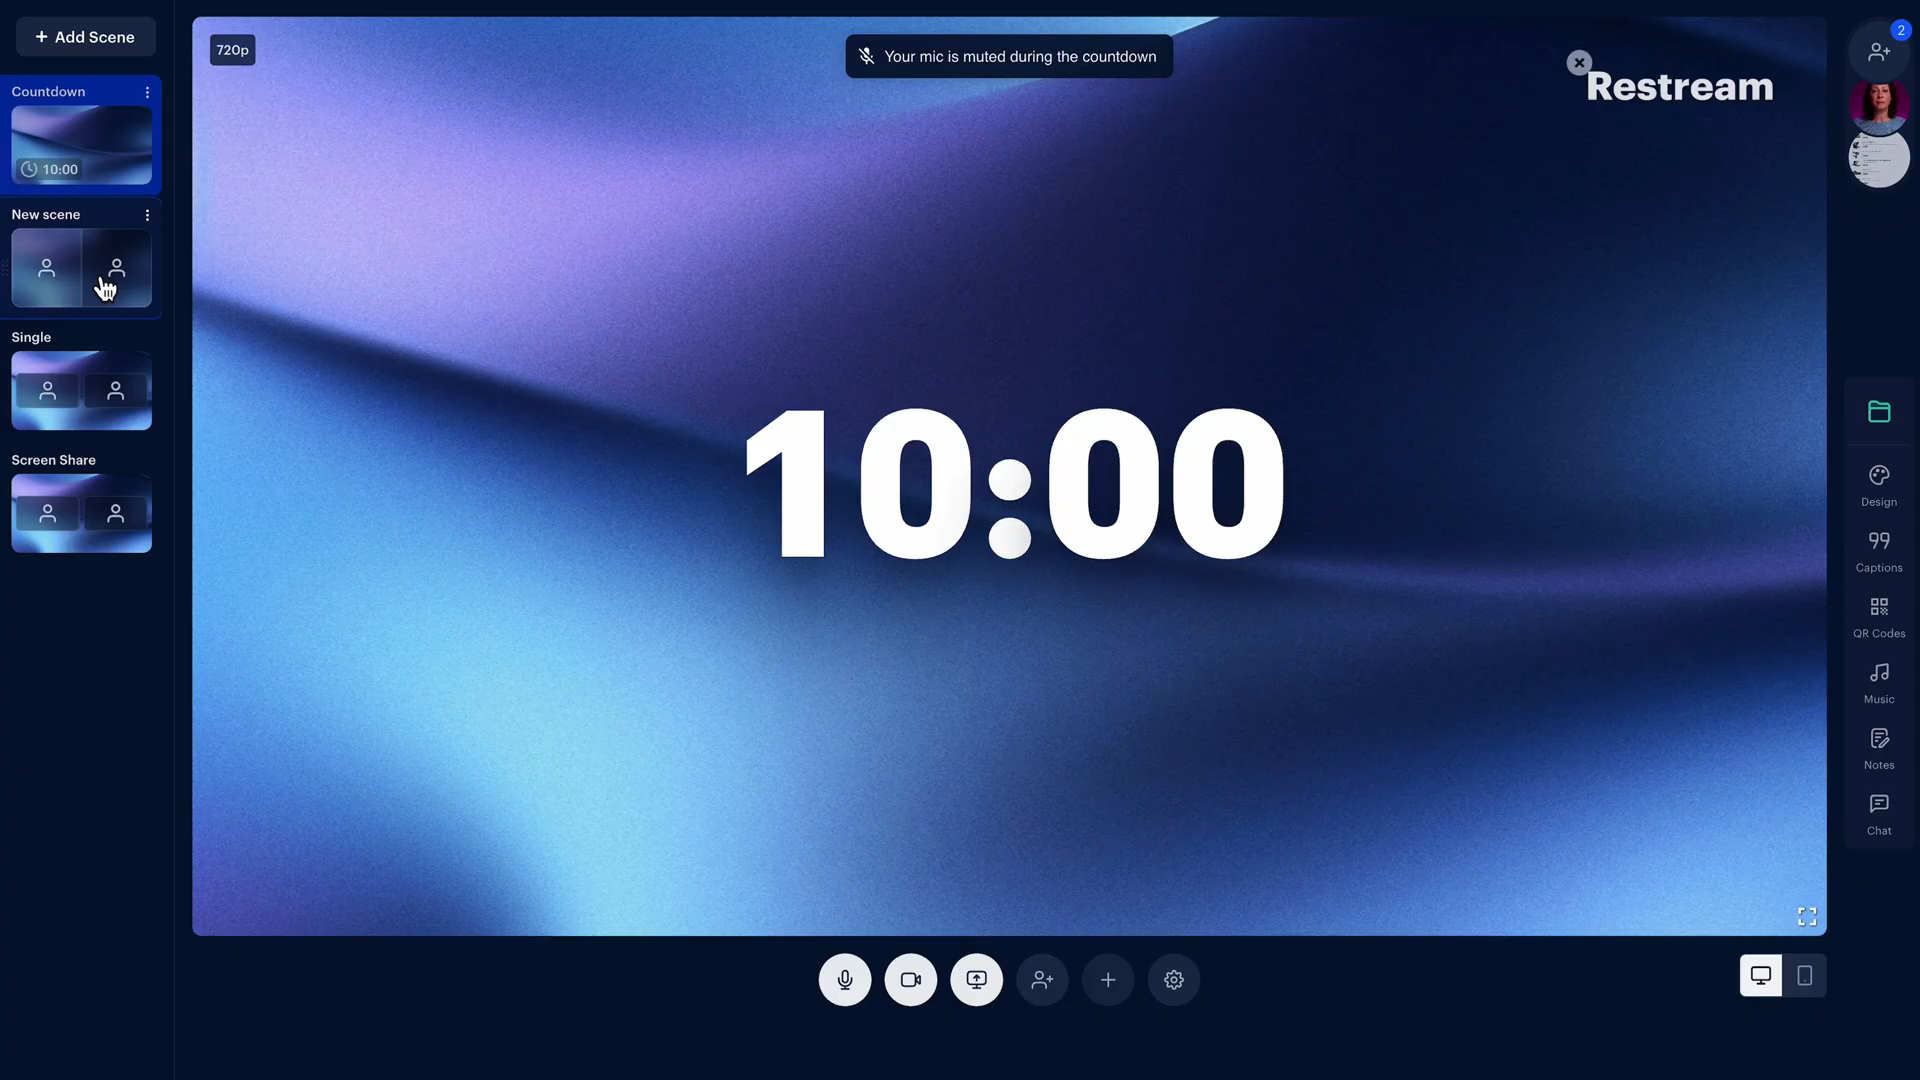 + Add Scene
Countdown
10:00
New scene
Single
Screen Share
720p
Your mic is muted during the countdown
Restream
10:00
2
Design
Captions
QR Codes
Music
Notes
Chat